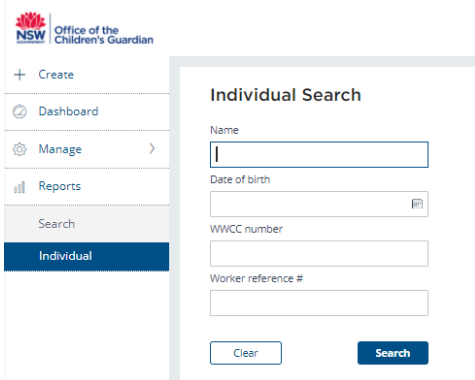 NSW
GOVERNMENT
Office of the
Children's Guardian
Create
Dashboard
Manage
Reports
Search
Individual
Individual Search
Name
Date of birth
WWCC number
Worker reference #
Clear
Search